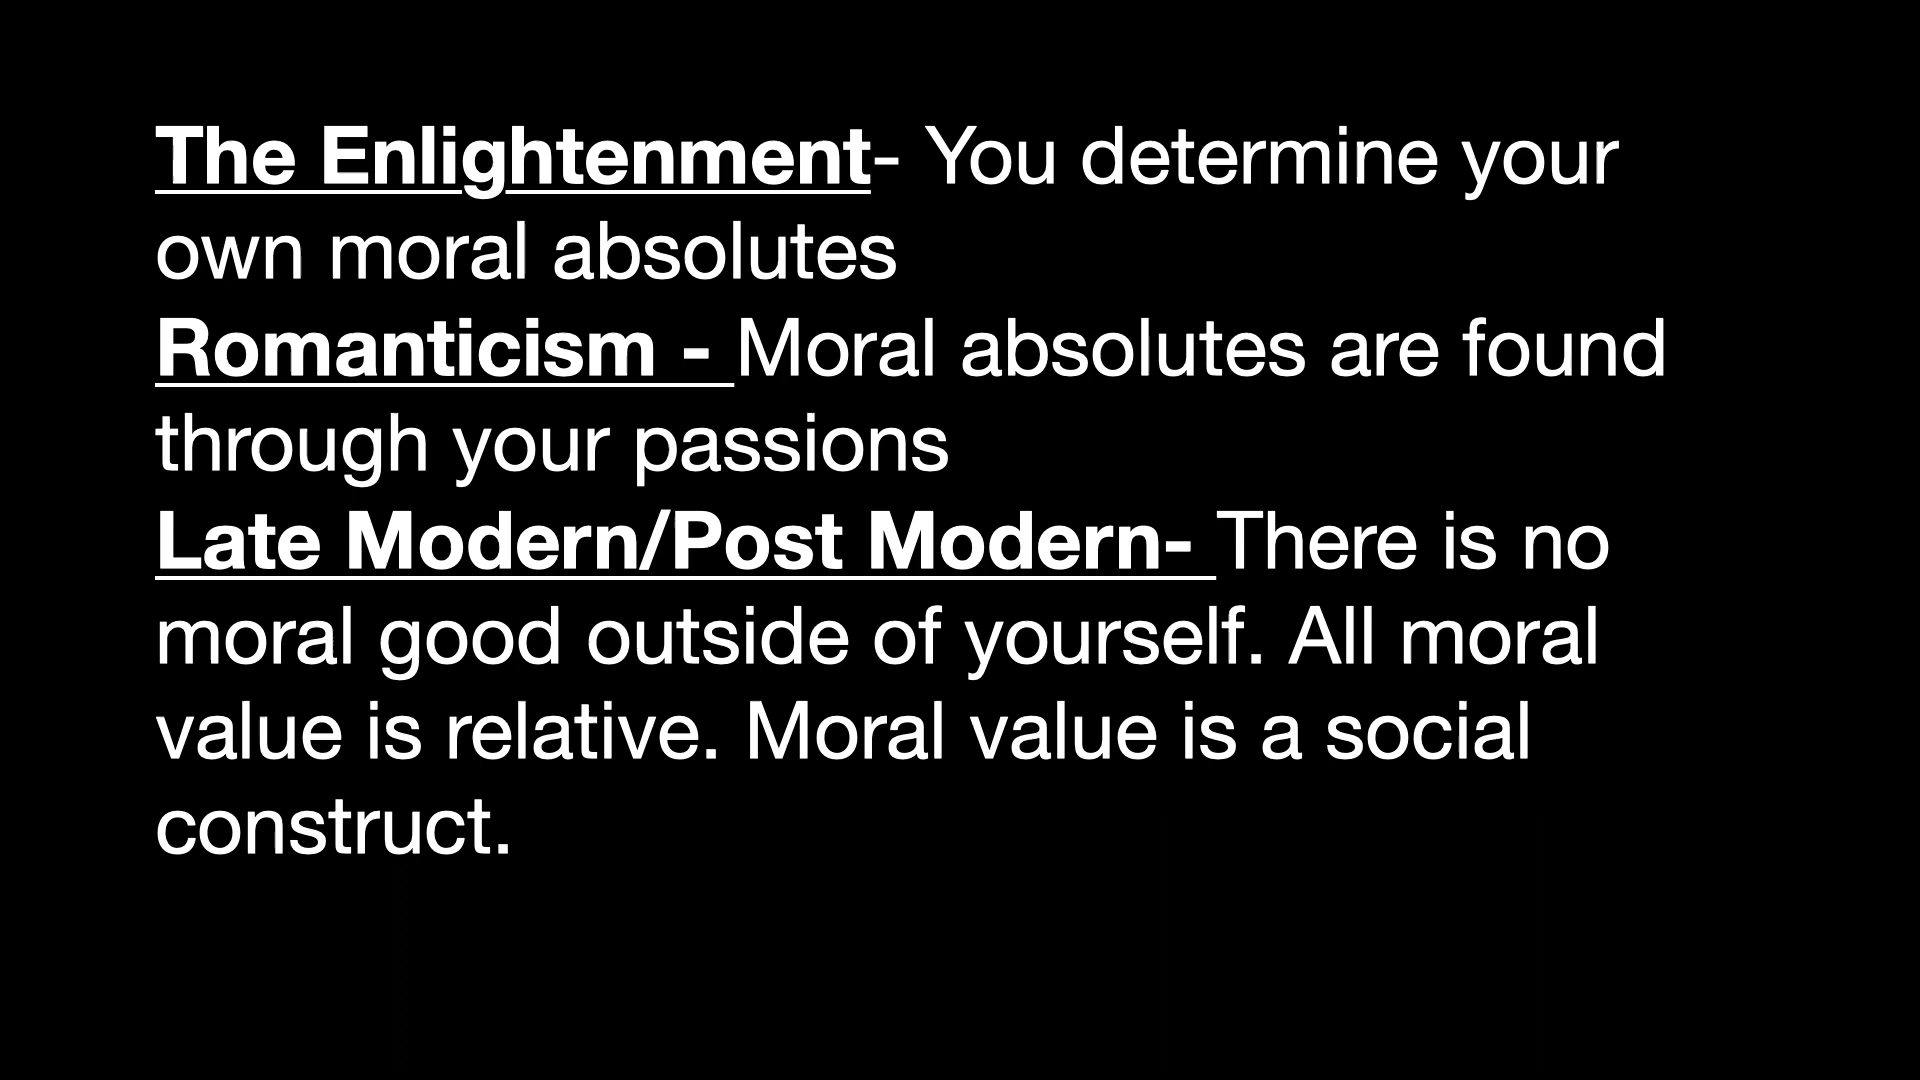 The Enlightenment- You determine your
own moral absolutes
Romanticism - Moral absolutes are found
through your passions
Late Modern/Post Modern- There is no
moral good outside of yourself. All moral
value is relative. Moral value is a social
construct.